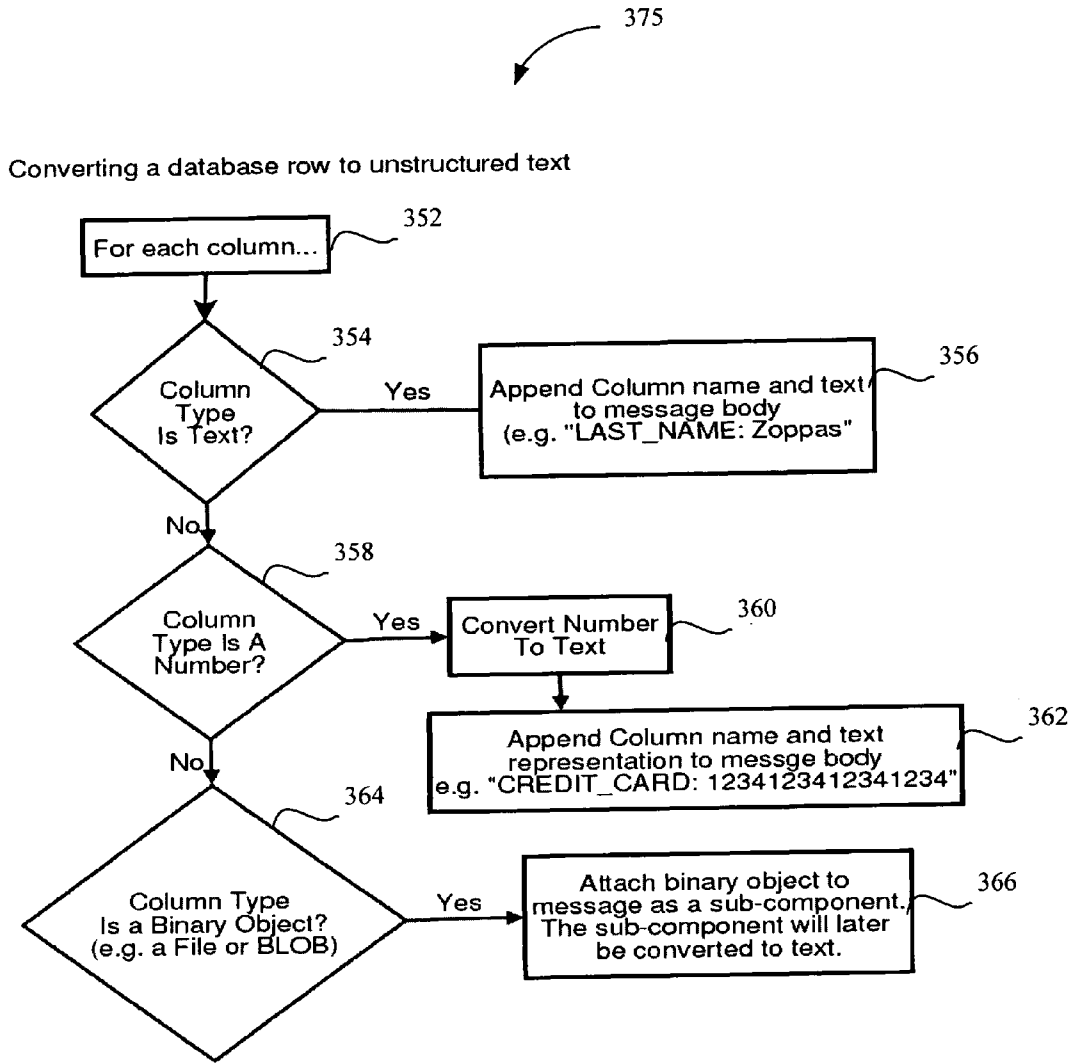 375
Converting a database row to unstructured text
352
For each column...
354
Column
Type
Is Text?
Yes
356
Append Column name and text
to message body
(e.g. "LAST_NAME: Zoppas"
No
358
Column
Type Is A
Number?
Yes
360
Convert Number
To Text
362
Append Column name and text
representation to messge body
e.g. "CREDIT_CARD: 1234123412341234"
No
364
Column Type
Is a Binary Object?
(e.g. a File or BLOB)
Yes
366
Attach binary object to
message as a sub-component.
The sub-component will later
be converted to text.